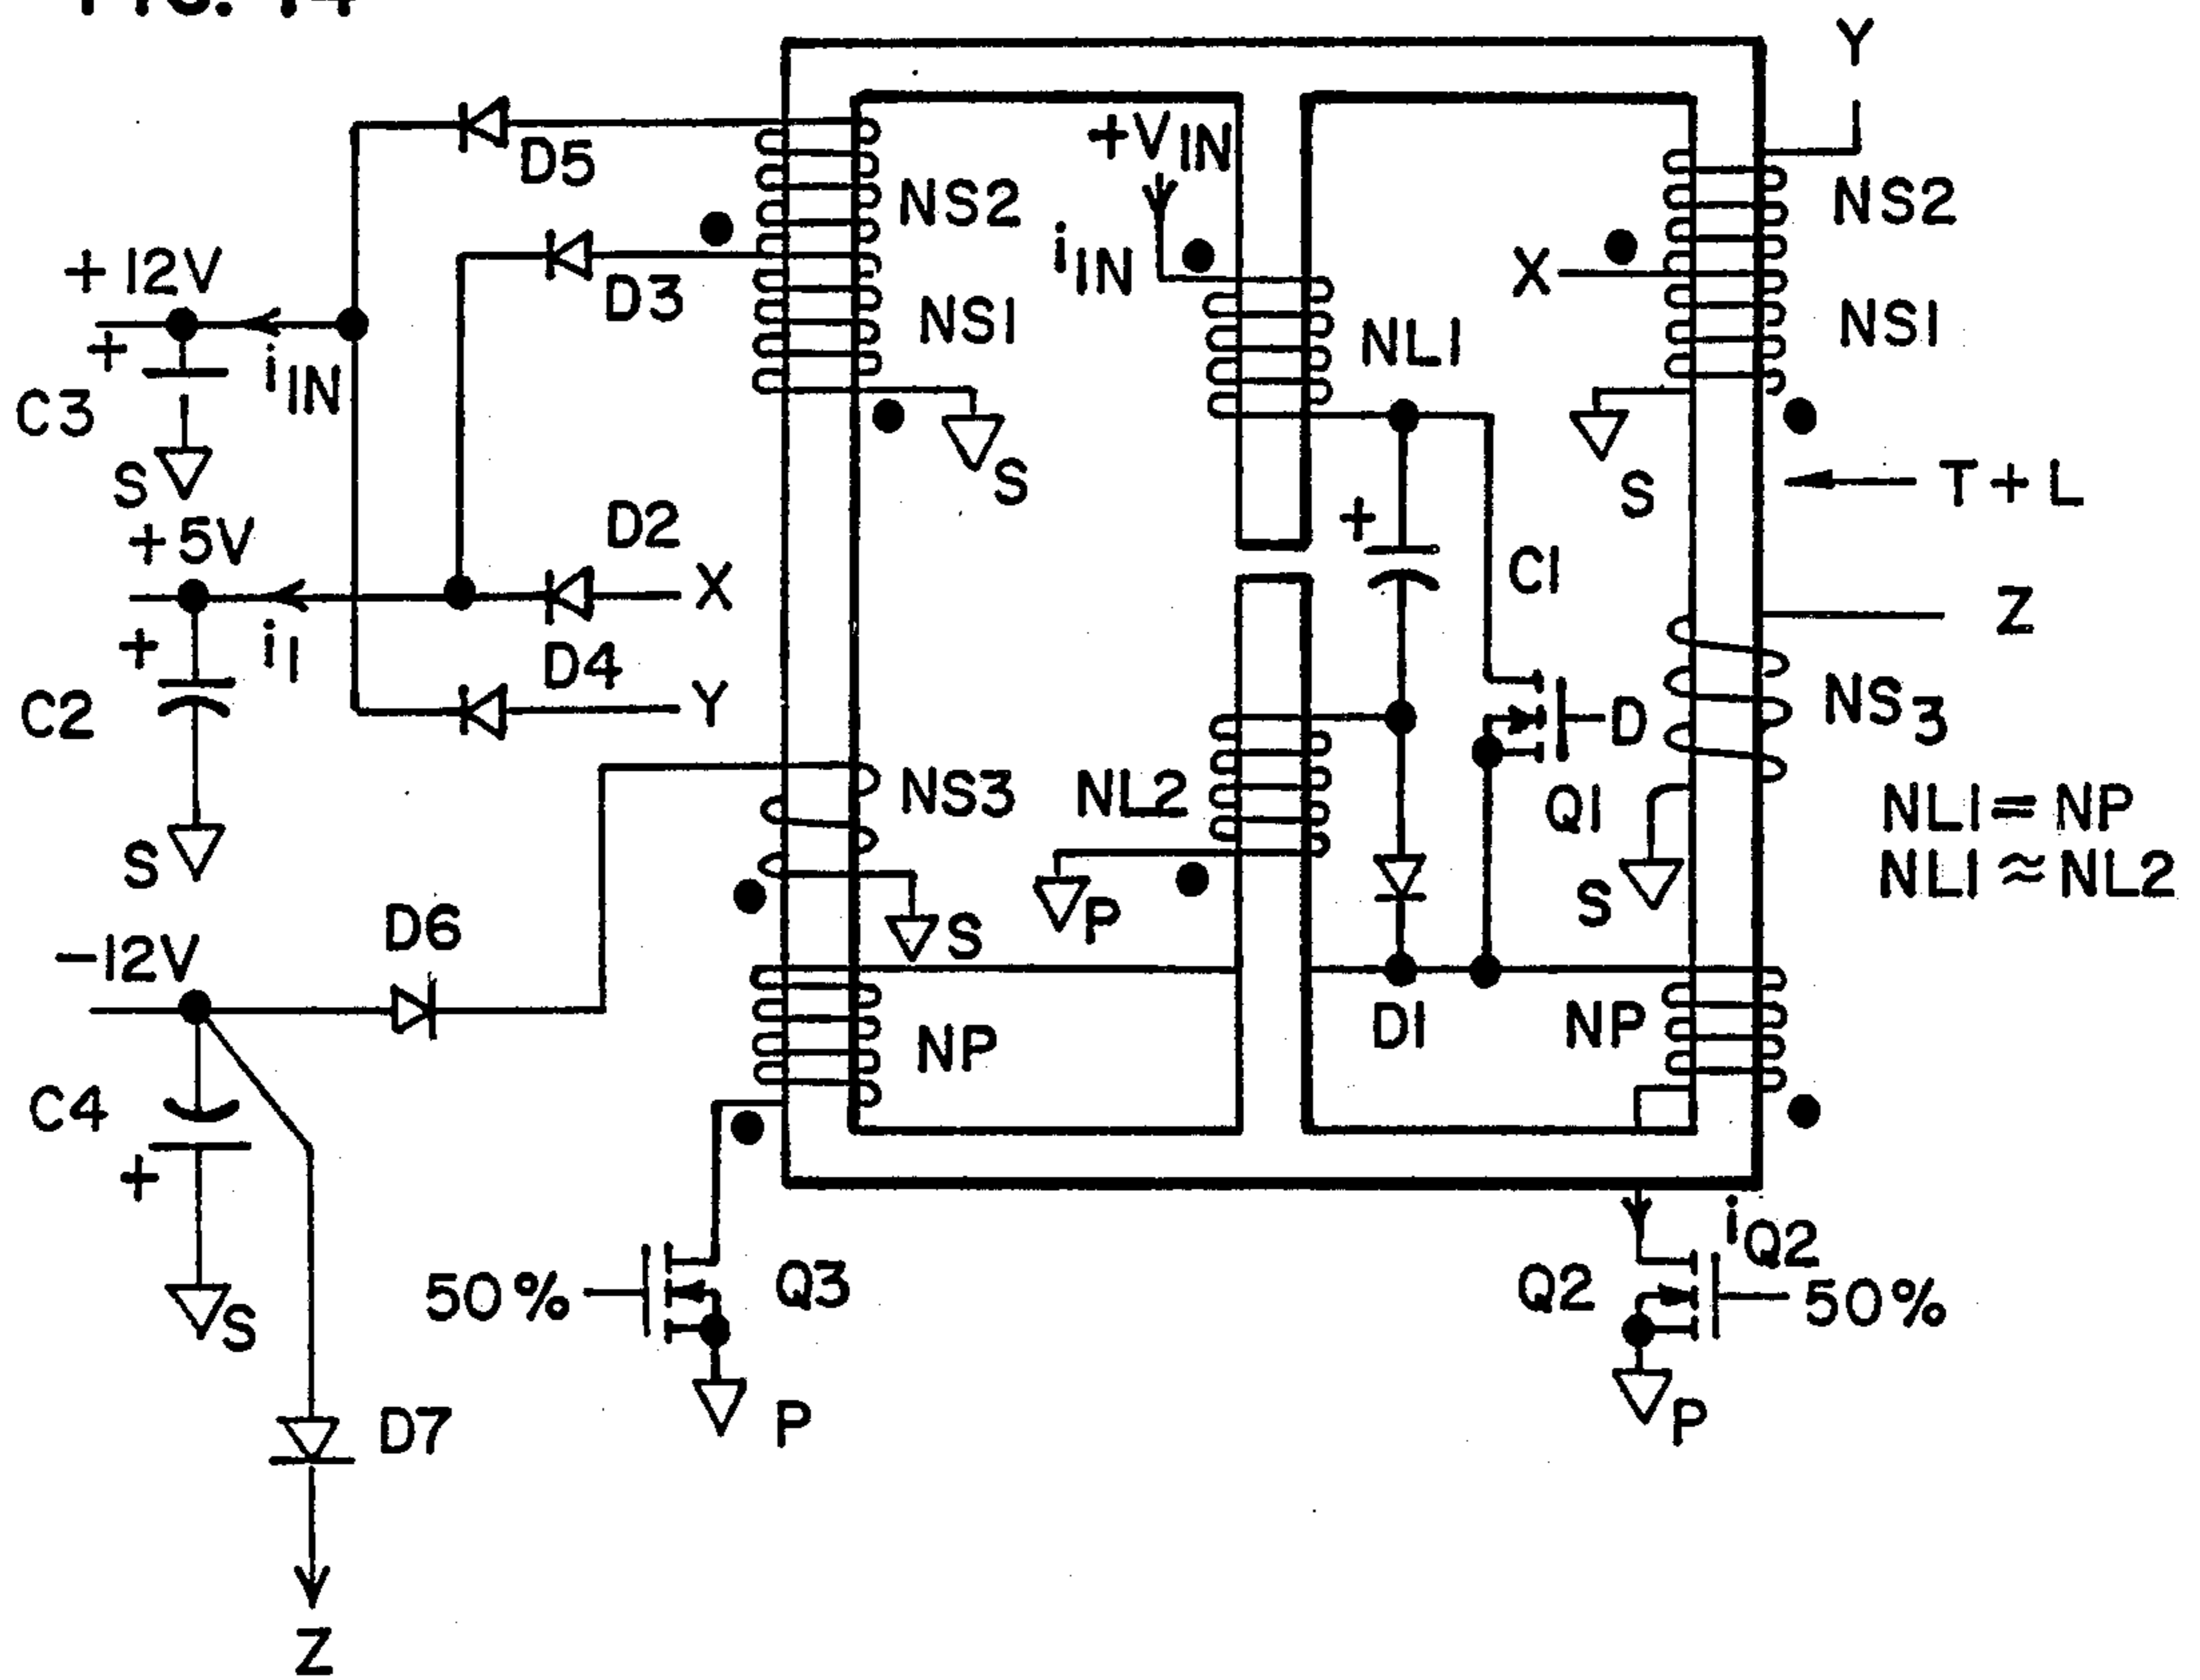 FIG. 14
Y
D5
+VIN
NS2
NS2
iIN
X
+12V
D3
NS1
NL1
NS1
+
iIN
C3
S
S
S
T+L
+5V
D2
+
C1
X
Z
+
i1
D4
C2
Y
D
NS3
NS3
NL2
Q1
NL1=NP
NL1≈NL2
S
S
P
S
D6
-12V
NP
D1
NP
C4
+
iQ2
50%
Q3
Q2
50%
S
P
P
D7
Z